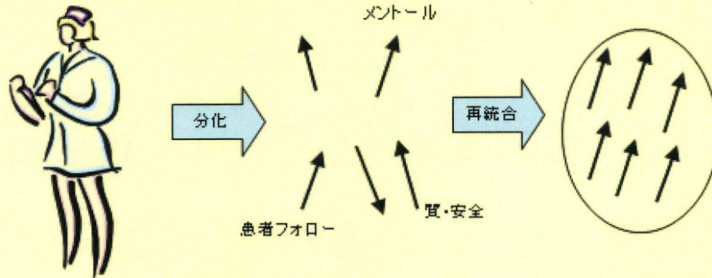 メントール
分化
再統合
患者フォロー
質・安全